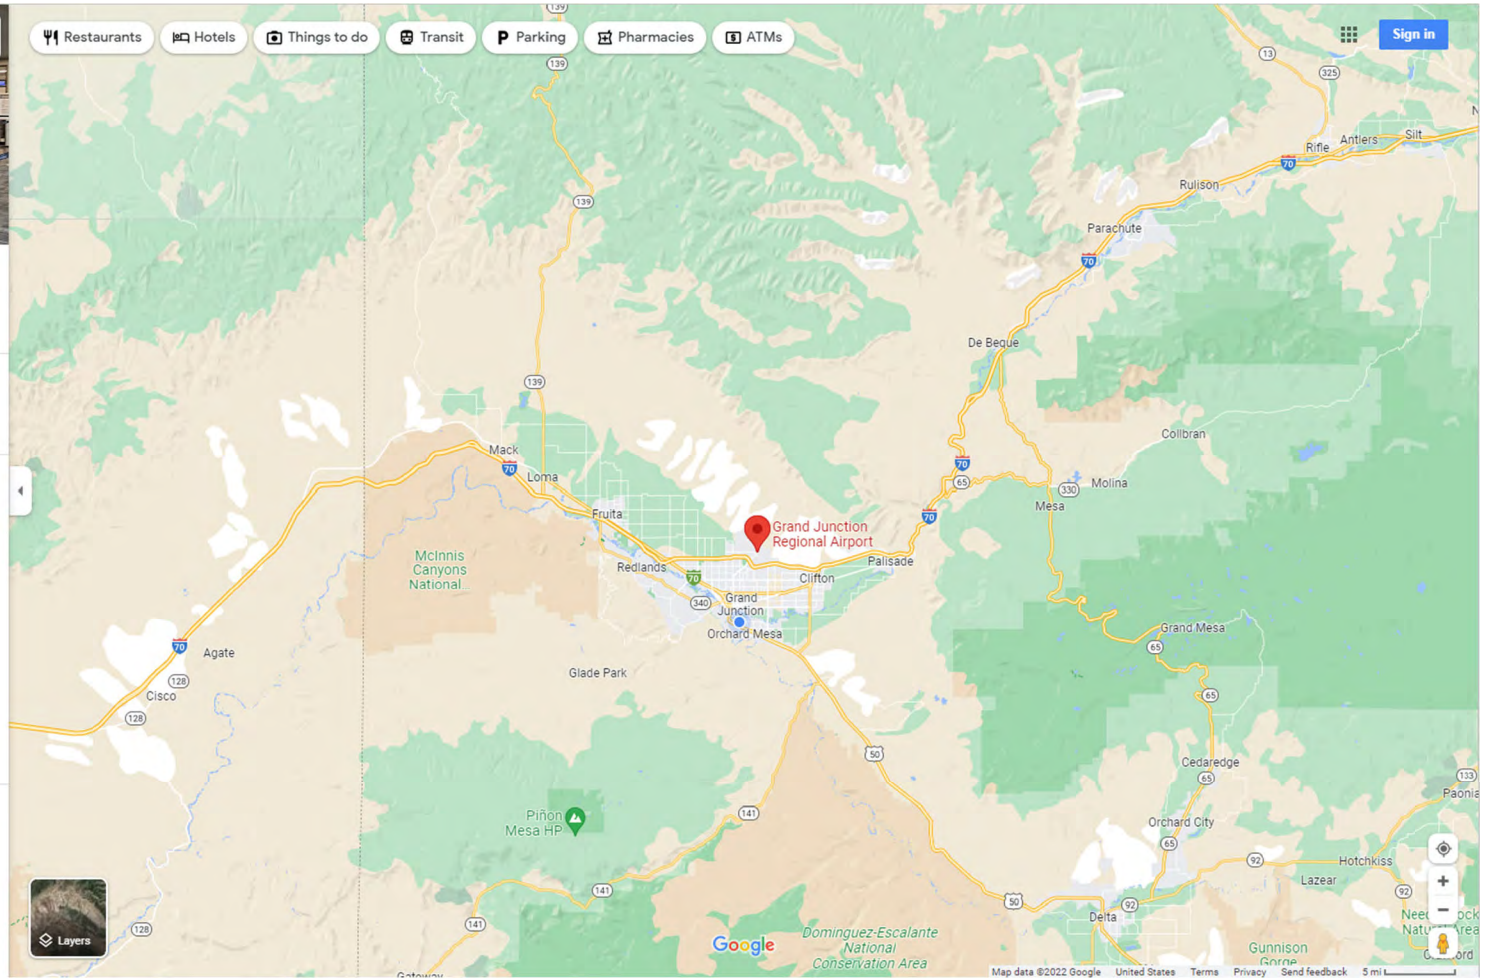 139
Restaurants
Hotels
Things to do
Transit
Parking
Pharmacies
ATMs
Sign in
139
13
325
Silt
Antlers
Rifle
70
Rulison
139
Parachute
70
De Beque
139
Collbran
Mack
70
Loma
70
65
330
Molina
Mesa
Fruita
70
Grand Junction
Regional Airport
McInnis
Canyons
National...
Redlands
70
Clifton
Palisade
340
Grand
Junction
Orchard Mesa
Grand Mesa
65
70
Agate
128
Cisco
128
Glade Park
65
50
Cedaredge
65
133
Paonia
Piñon
Mesa HP
141
Orchard City
65
92
Hotchkiss
Lazear
92
141
50
92
Delta
141
128
Layers
Google
Dominguez-Escalante
National
Conservation Area
Gunnison
Gorge
Gateway
Map data ©2022 Google
United States
Terms
Privacy
Send feedback
5 mi